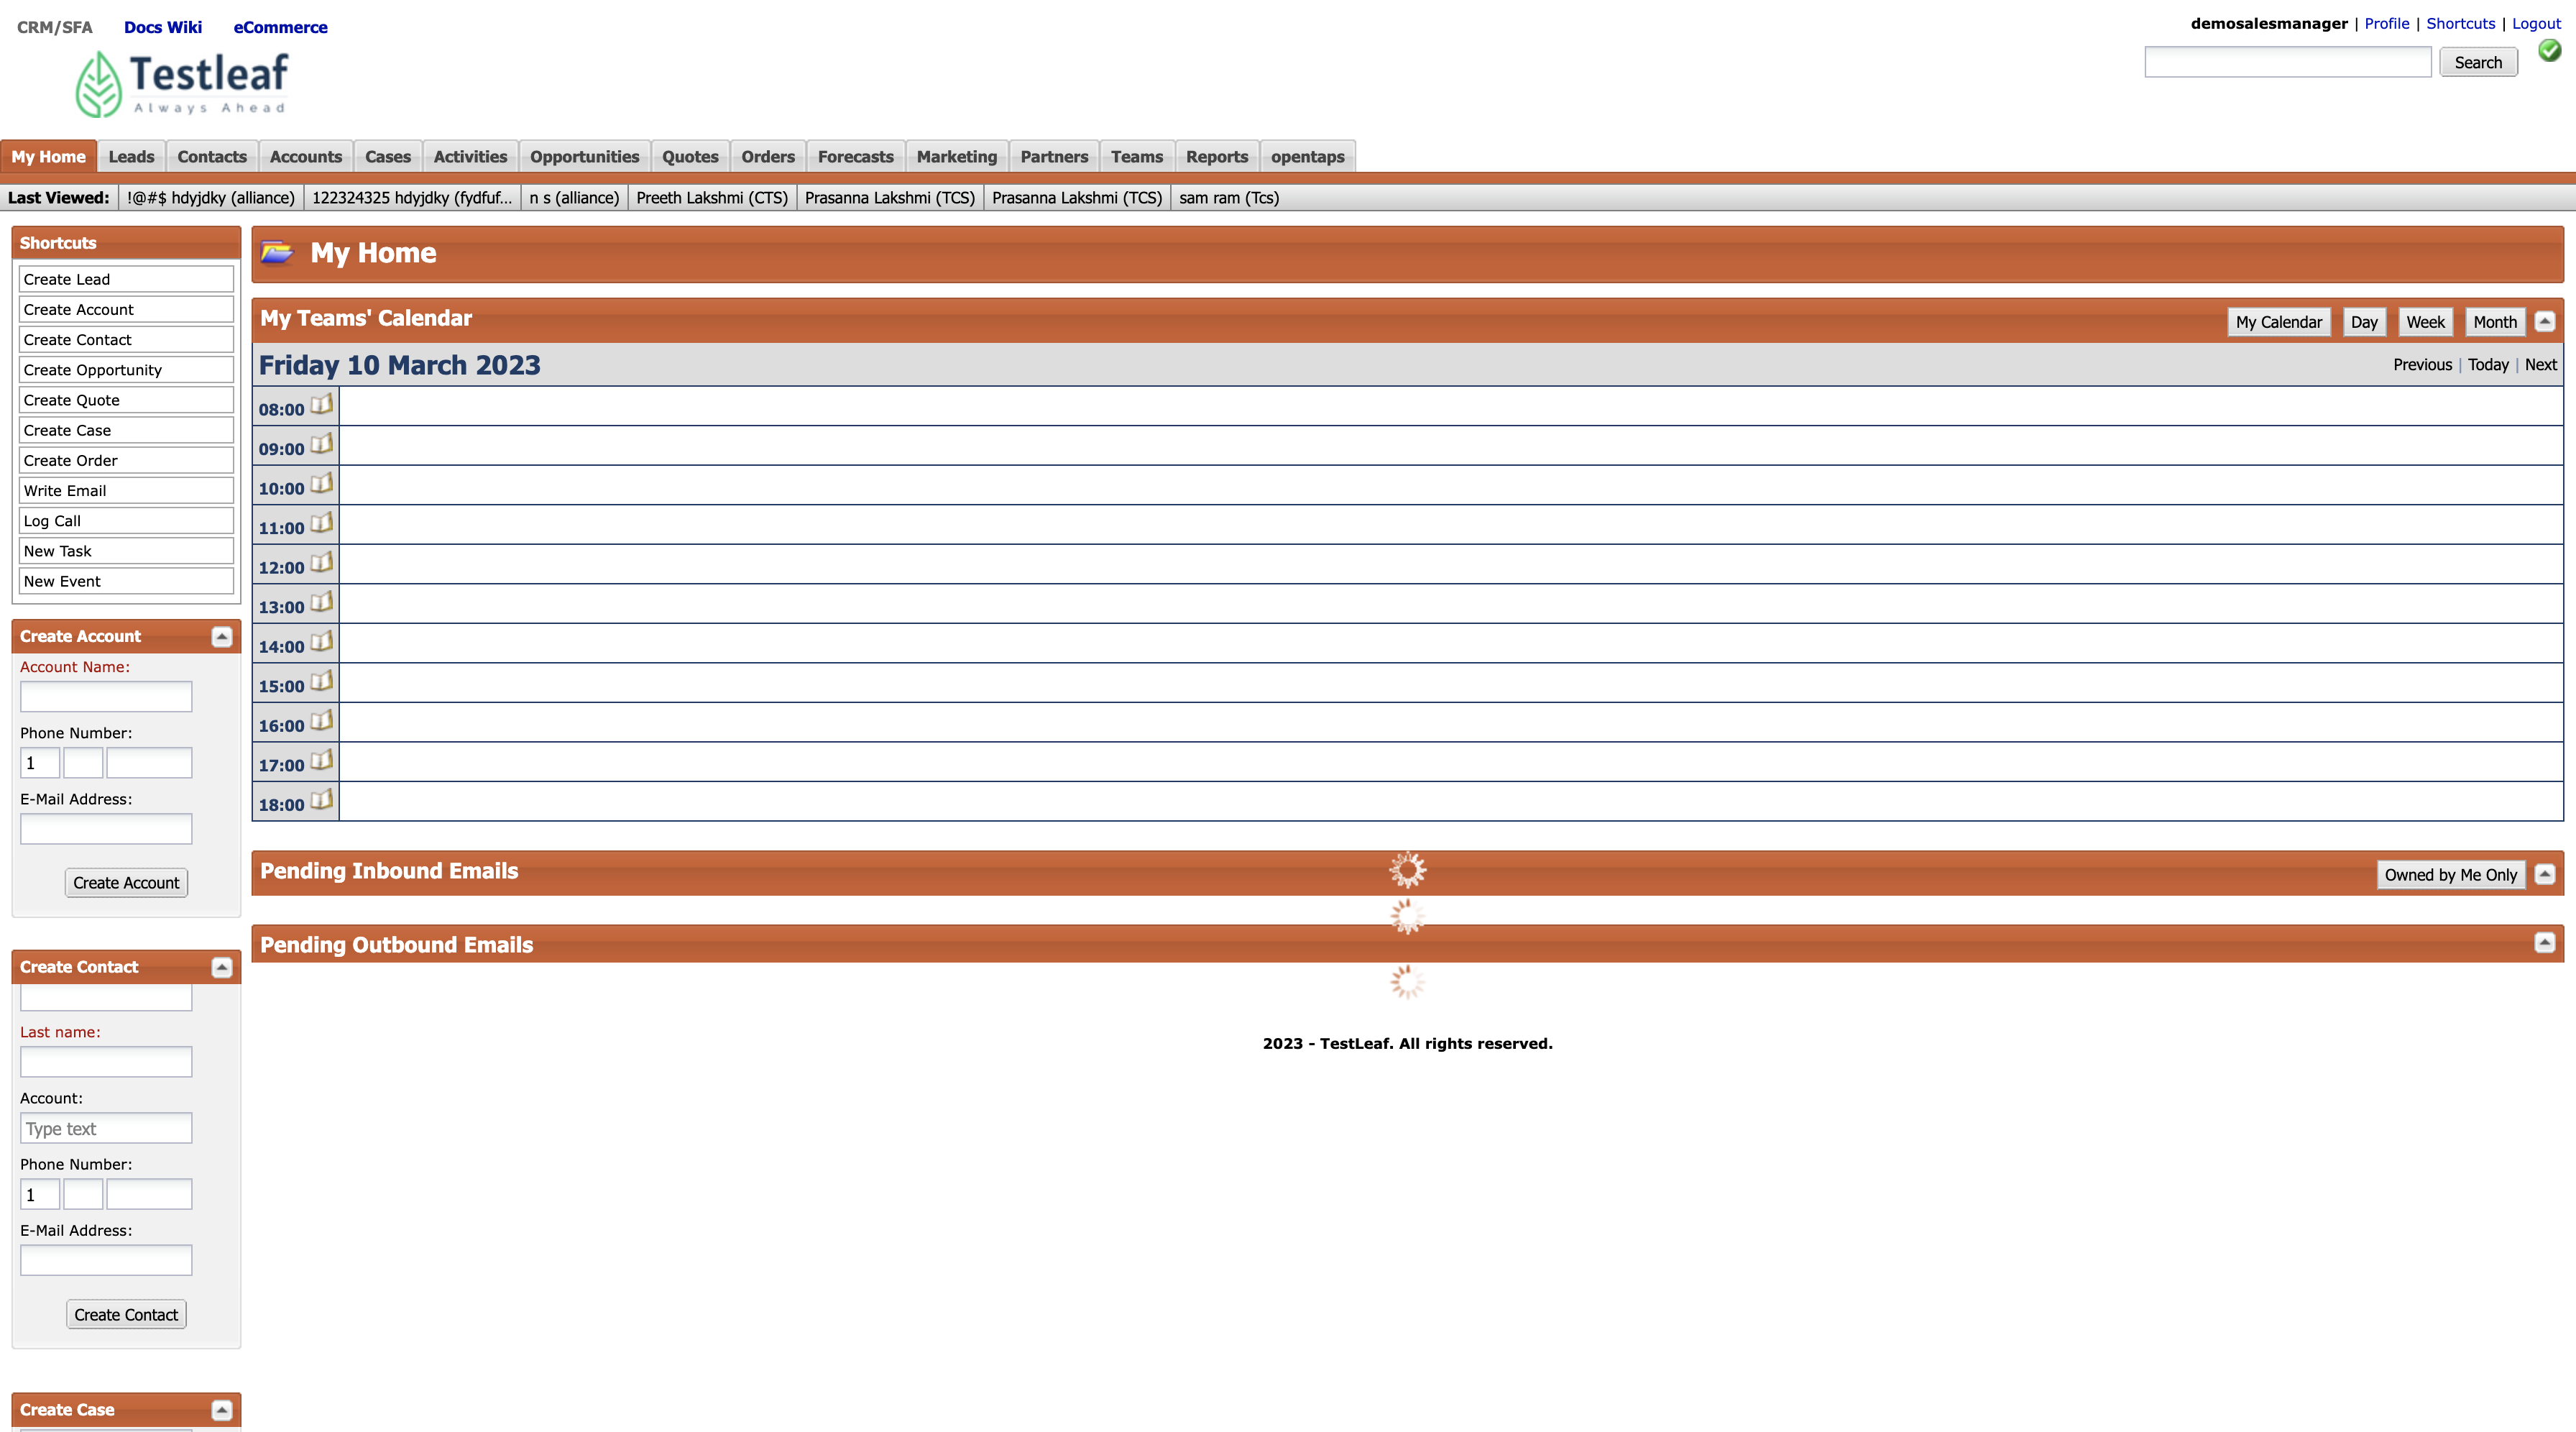 CRM/SFA Docs Wiki eCommerce
demosalesmanager | Profile | Shortcuts | Logout
Testleaf
Always Ahead
Search
My Home Leads Contacts Accounts Cases Activities Opportunities Quotes Orders Forecasts Marketing Partners Teams Reports opentaps
Last Viewed: !@#$ hdyjdky (alliance) 122324325 hdyjdky (fydfuf... n s (alliance) Preeth Lakshmi (CTS) Prasanna Lakshmi (TCS) Prasanna Lakshmi (TCS) sam ram (Tcs)
Shortcuts
Create Lead
Create Account
Create Contact
Create Opportunity
Create Quote
Create Case
Create Order
Write Email
Log Call
New Task
New Event
Create Account
Account Name:
Phone Number:
1
E-Mail Address:
Create Account
Create Contact
Last name:
Account:
Type text
Phone Number:
1
E-Mail Address:
Create Contact
Create Case
My Home
My Teams' Calendar
My Calendar Day Week Month
Friday 10 March 2023
Previous | Today | Next
08:00
09:00
10:00
11:00
12:00
13:00
14:00
15:00
16:00
17:00
18:00
Pending Inbound Emails
Owned by Me Only
Pending Outbound Emails
2023 - TestLeaf. All rights reserved.